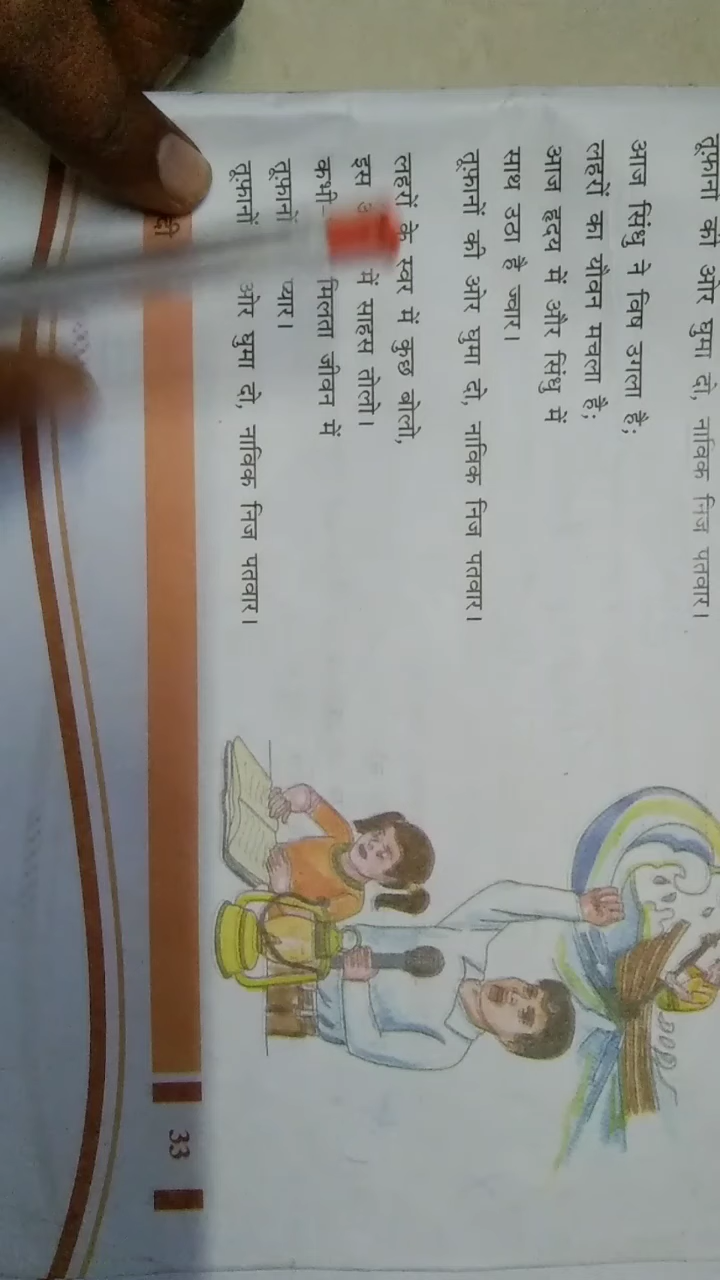 तूफ़ानों की ओर घुमा दो, नाविक निज पतवार।
आज सिंधु ने विष उगला है;
लहरों का यौवन मचला है;
आज हृदय में और सिंधु में
साथ उठा है ज्वार।
तूफ़ानों की ओर घुमा दो, नाविक निज पतवार।
लहरों के स्वर में कुछ बोलो,
इस में साहस तोलो।
कभी- मिलता जीवन में
तूफ़ानों प्यार।
तूफ़ानों ओर घुमा दो, नाविक निज पतवार।
33